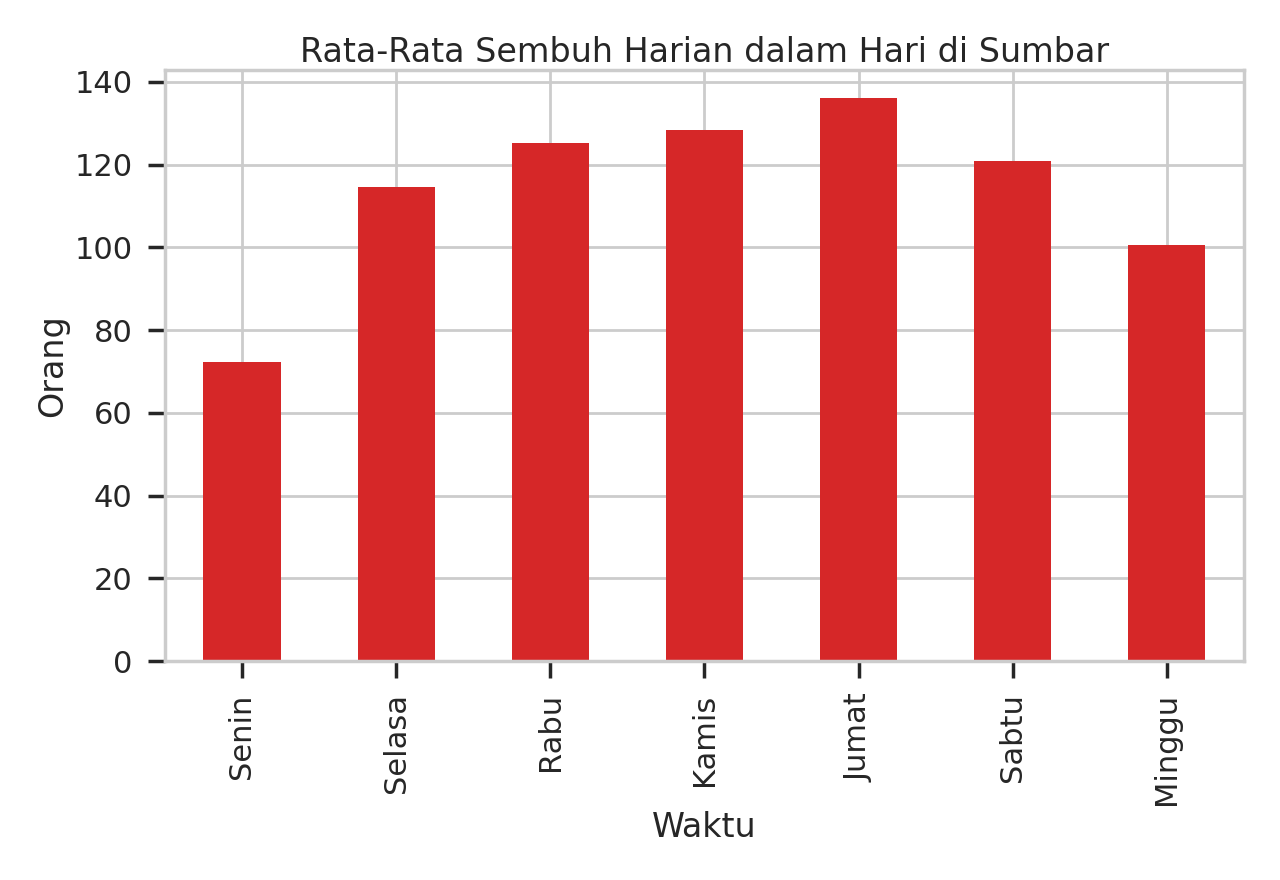 Rata-Rata Sembuh Harian dalam Hari di Sumbar
140
120
100
80
60
40
20
0
Orang
Senin
Selasa
Rabu
Kamis
Jumat
Sabtu
Minggu
Waktu